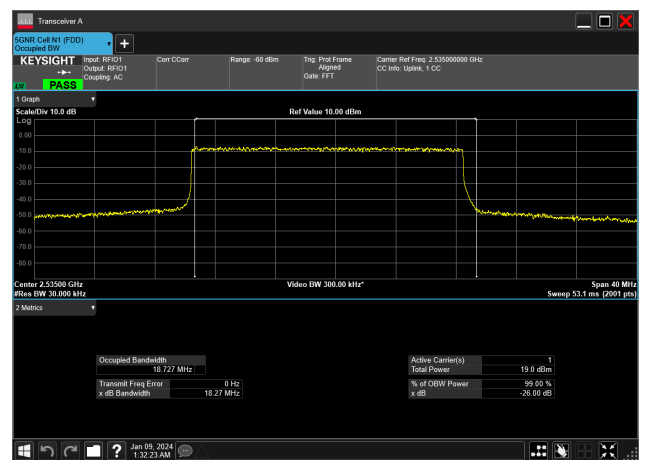 Transceiver A
5GNR Cell N1 (FDD)
Occupied BW
KEYSIGHT Input: RFIO1 Corr CCorr Range: -60 dBm Trig: Prot Frame Carrier Ref Freq: 2.535000000 GHz
Output: RFIO1 Aligned CC Info: Uplink, 1 CC
Coupling: AC Gate: FFT
PASS
1 Graph
Scale/Div 10.0 dB Ref Value 10.00 dBm
Log
0.00
-10.0
-20.0
-30.0
-40.0
-50.0
-60.0
-70.0
-80.0
Center 2.53500 GHz Video BW 300.00 kHz* Span 40 MHz
#Res BW 30.000 kHz Sweep 53.1 ms (2001 pts)
2 Metrics
Occupied Bandwidth Active Carrier(s) 1
18.727 MHz Total Power 19.0 dBm
Transmit Freq Error 0 Hz % of OBW Power 99.00 %
x dB Bandwidth 18.27 MHz x dB -26.00 dB
Jan 09, 2024
1:32:23 AM